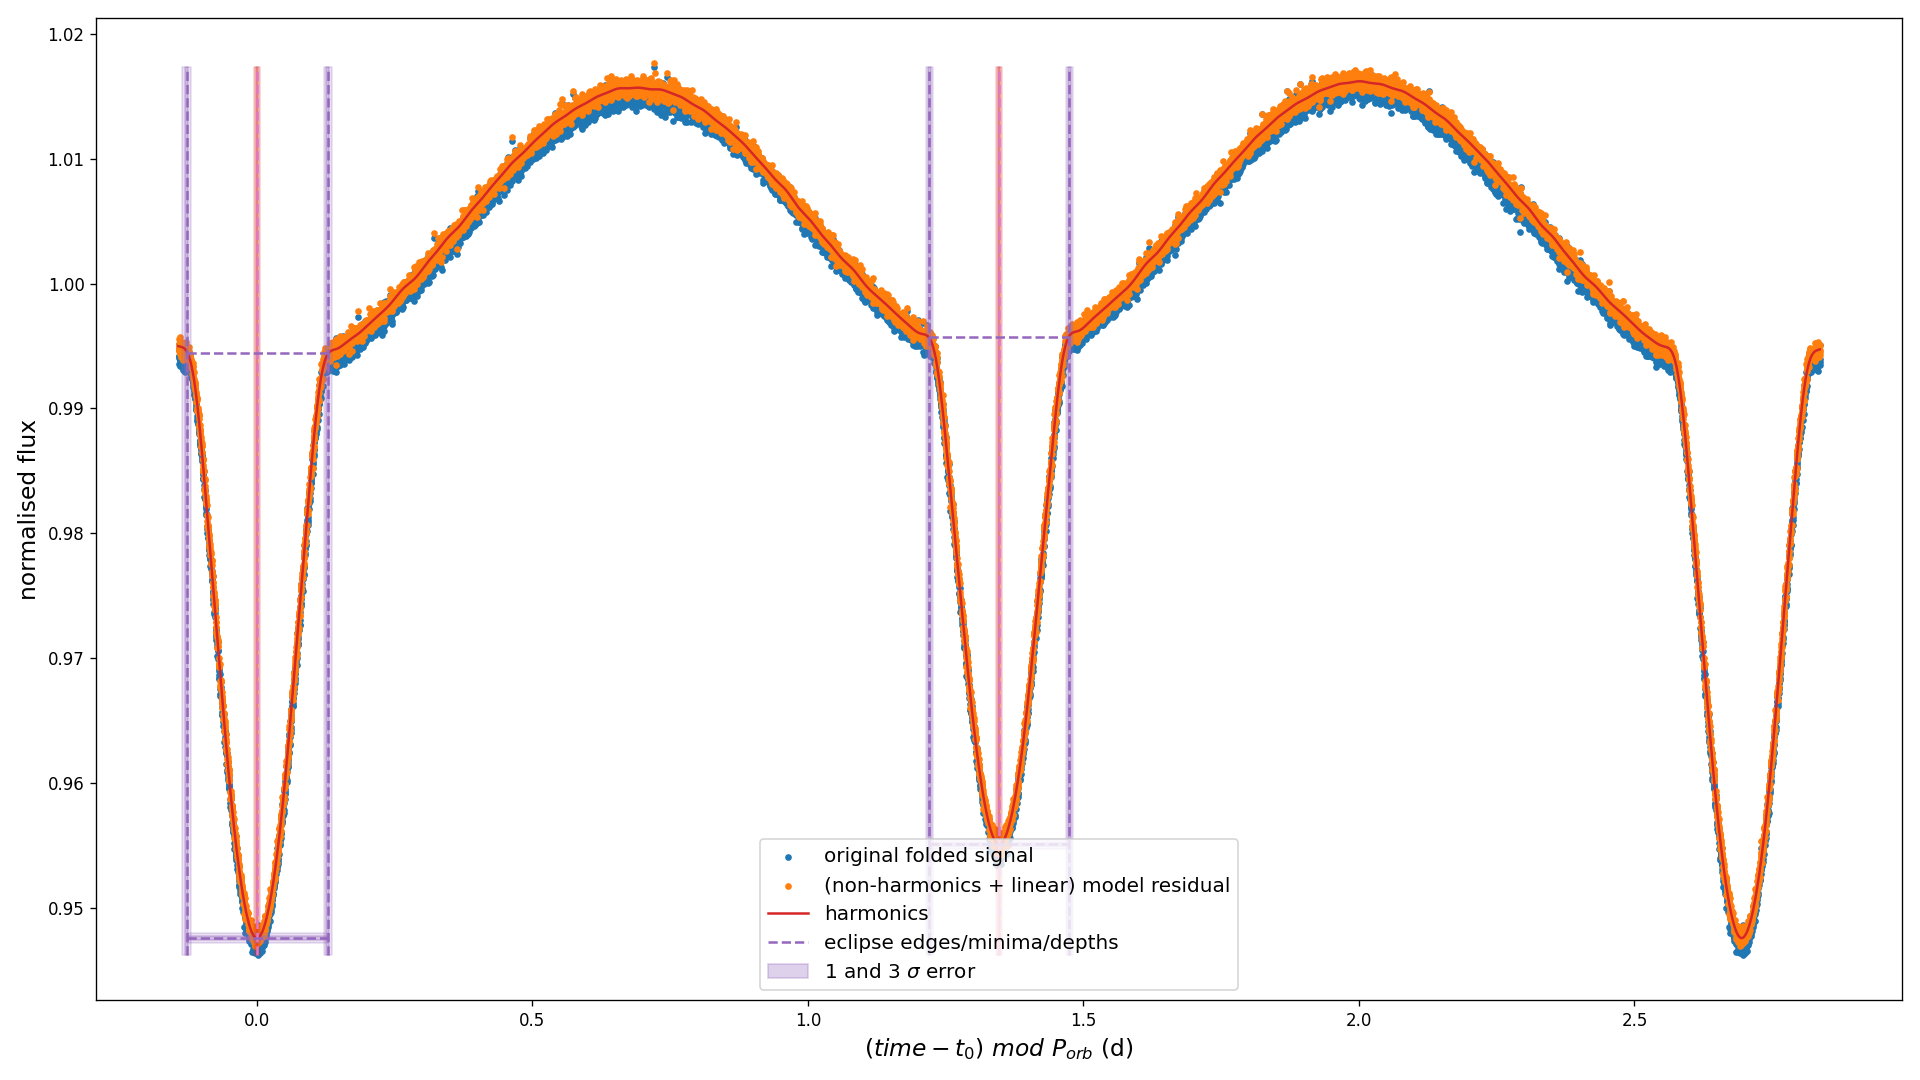 1.02
1.01
1.00
0.99
0.98
0.97
0.96
0.95
normalised flux
original folded signal
(non-harmonics + linear) model residual
harmonics
eclipse edges/minima/depths
1 and 3 σ error
0.0 0.5 1.0 1.5 2.0 2.5
(time − t₀) mod P_orb (d)